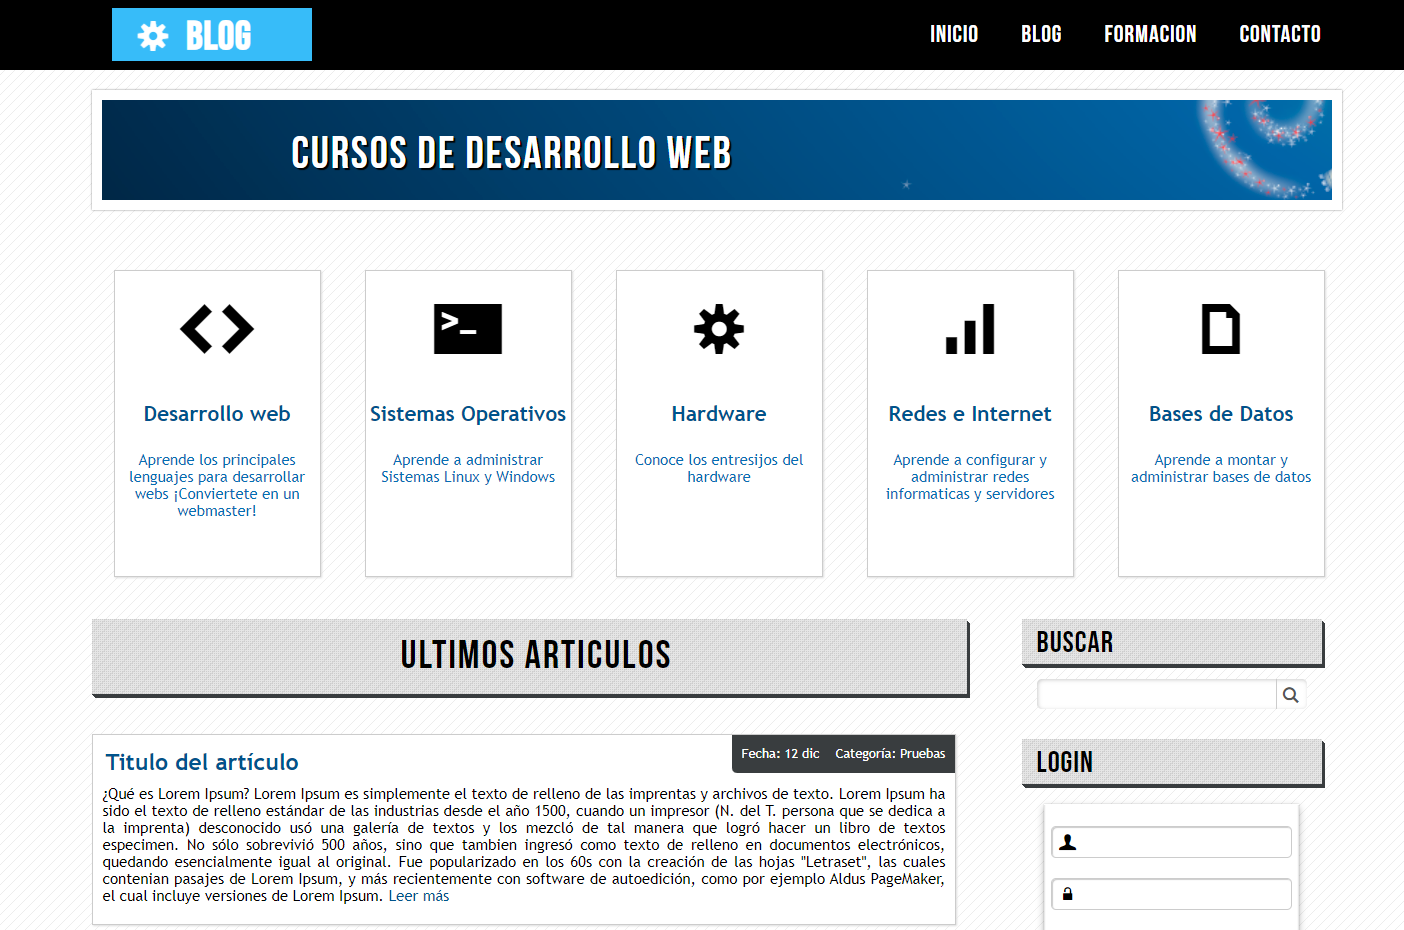 BLOG
INICIO BLOG FORMACION CONTACTO
CURSOS DE DESARROLLO WEB
>_
Desarrollo web
Aprende los principales
lenguajes para desarrollar
webs ¡Conviertete en un
webmaster!
Sistemas Operativos
Aprende a administrar
Sistemas Linux y Windows
Hardware
Conoce los entresijos del
hardware
Redes e Internet
Aprende a configurar y
administrar redes
informaticas y servidores
Bases de Datos
Aprende a montar y
administrar bases de datos
ULTIMOS ARTICULOS
Titulo del artículo
Fecha: 12 dic Categoría: Pruebas
¿Qué es Lorem Ipsum? Lorem Ipsum es simplemente el texto de relleno de las imprentas y archivos de texto. Lorem Ipsum ha
sido el texto de relleno estándar de las industrias desde el año 1500, cuando un impresor (N. del T. persona que se dedica a
la imprenta) desconocido usó una galería de textos y los mezcló de tal manera que logró hacer un libro de textos
especimen. No sólo sobrevivió 500 años, sino que tambien ingresó como texto de relleno en documentos electrónicos,
quedando esencialmente igual al original. Fue popularizado en los 60s con la creación de las hojas "Letraset", las cuales
contenian pasajes de Lorem Ipsum, y más recientemente con software de autoedición, como por ejemplo Aldus PageMaker,
el cual incluye versiones de Lorem Ipsum. Leer más
BUSCAR
LOGIN